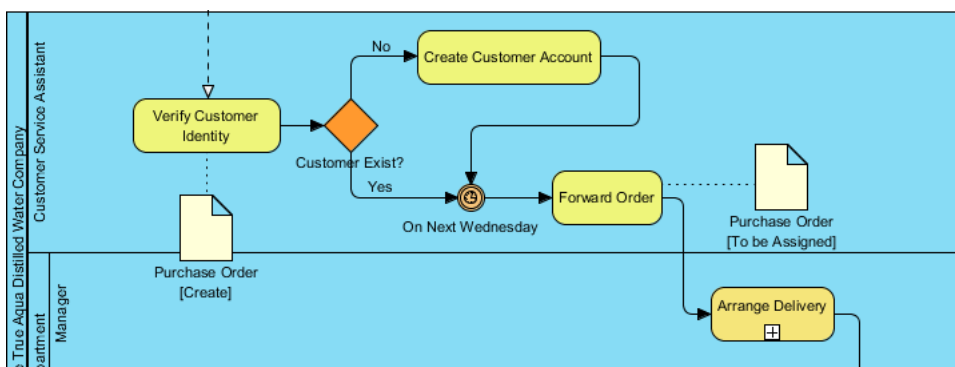 No
Create Customer Account
Verify Customer
Identity
Customer Exist?
Yes
On Next Wednesday
Forward Order
Purchase Order
[To be Assigned]
Purchase Order
[Create]
Arrange Delivery
Customer Service Assistant
True Aqua Distilled Water Company
Manager